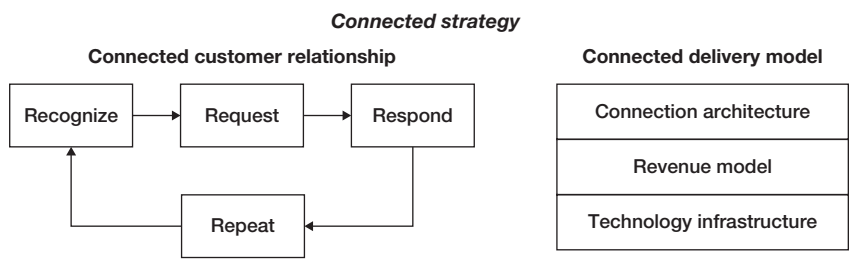 Connected strategy
Connected customer relationship
Recognize
Request
Respond
Repeat
Connected delivery model
Connection architecture
Revenue model
Technology infrastructure